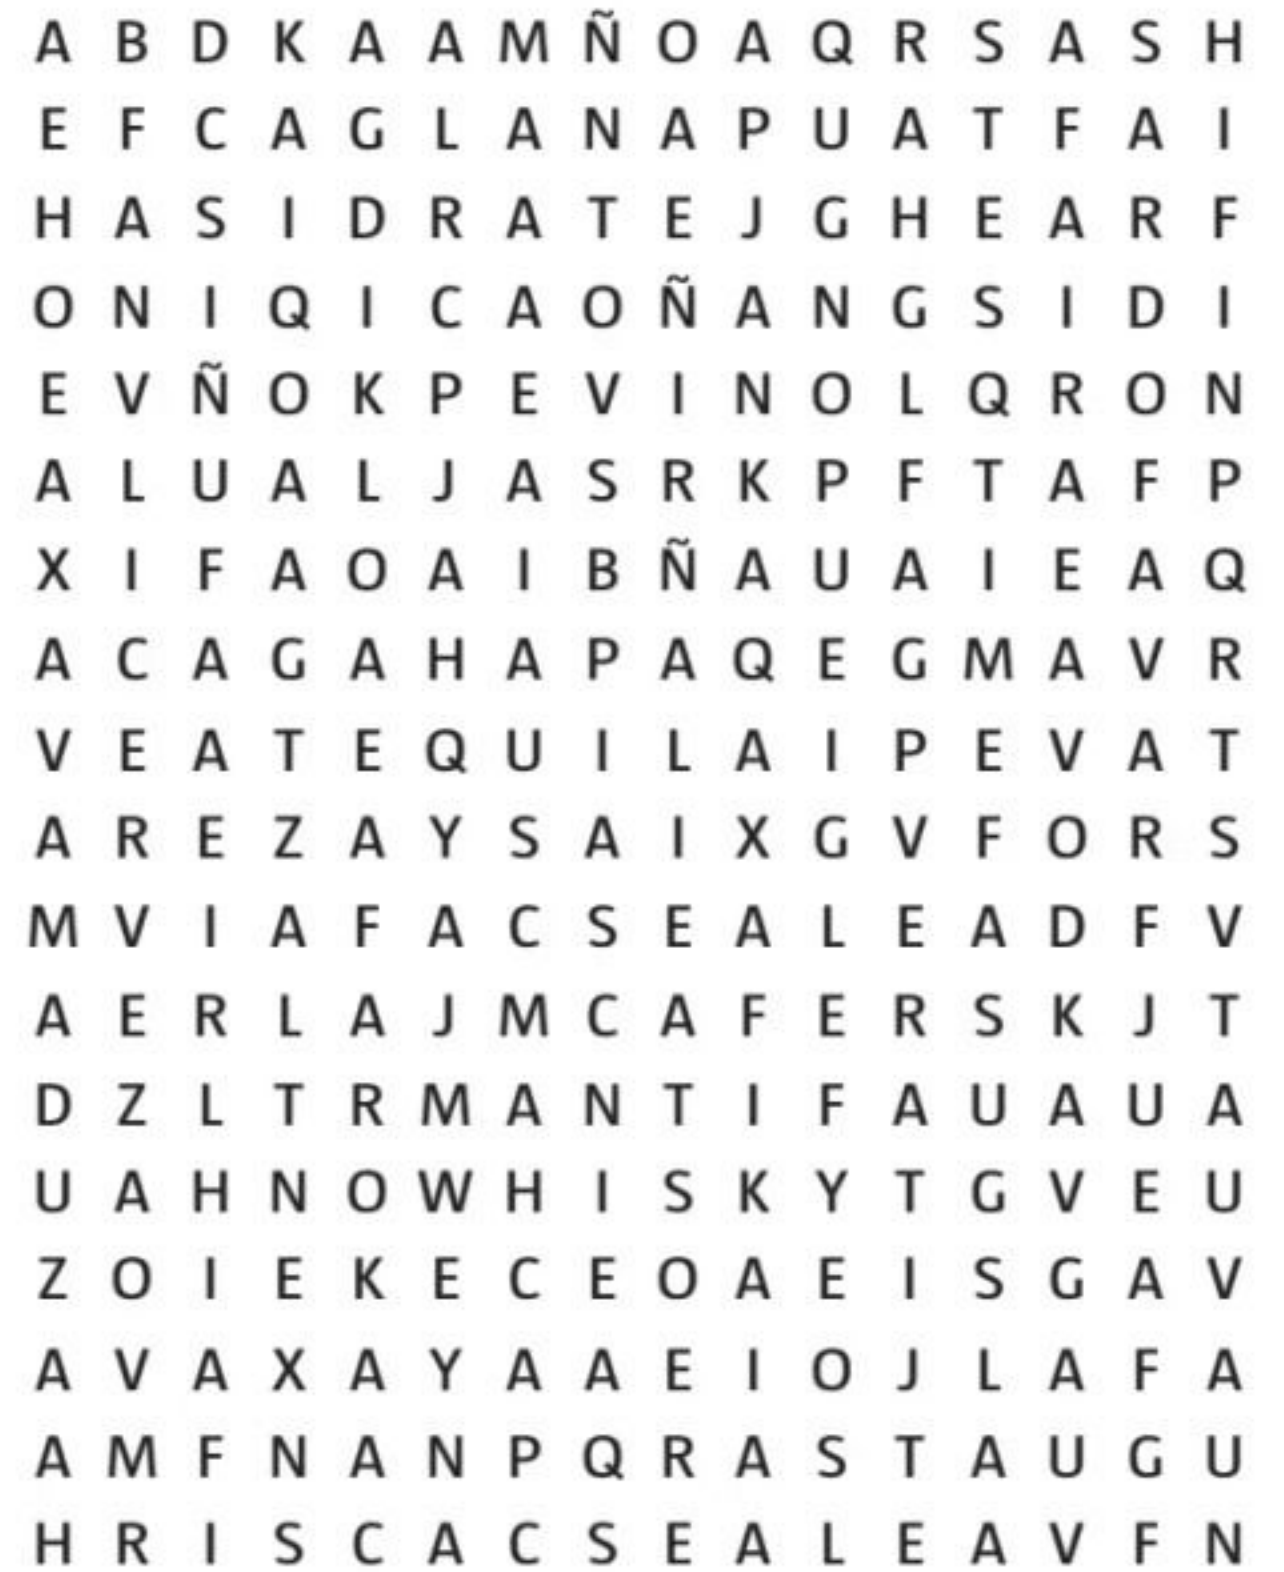 A B D K A A M Ñ O A Q R S A S H
E F C A G L A N A P U A T F A I
H A S I D R A T E J G H E A R F
O N I Q I C A O Ñ A N G S I D I
E V Ñ O K P E V I N O L Q R O N
A L U A L J A S R K P F T A F P
X I F A O A I B Ñ A U A I E A Q
A C A G A H A P A Q E G M A V R
V E A T E Q U I L A I P E V A T
A R E Z A Y S A I X G V F O R S
M V I A F A C S E A L E A D F V
A E R L A J M C A F E R S K J T
D Z L T R M A N T I F A U A U A
U A H N O W H I S K Y T G V E U
Z O I E K E C E O A E I S G A V
A V A X A Y A A E I O J L A F A
A M F N A N P Q R A S T A U G U
H R I S C A C S E A L E A V F N